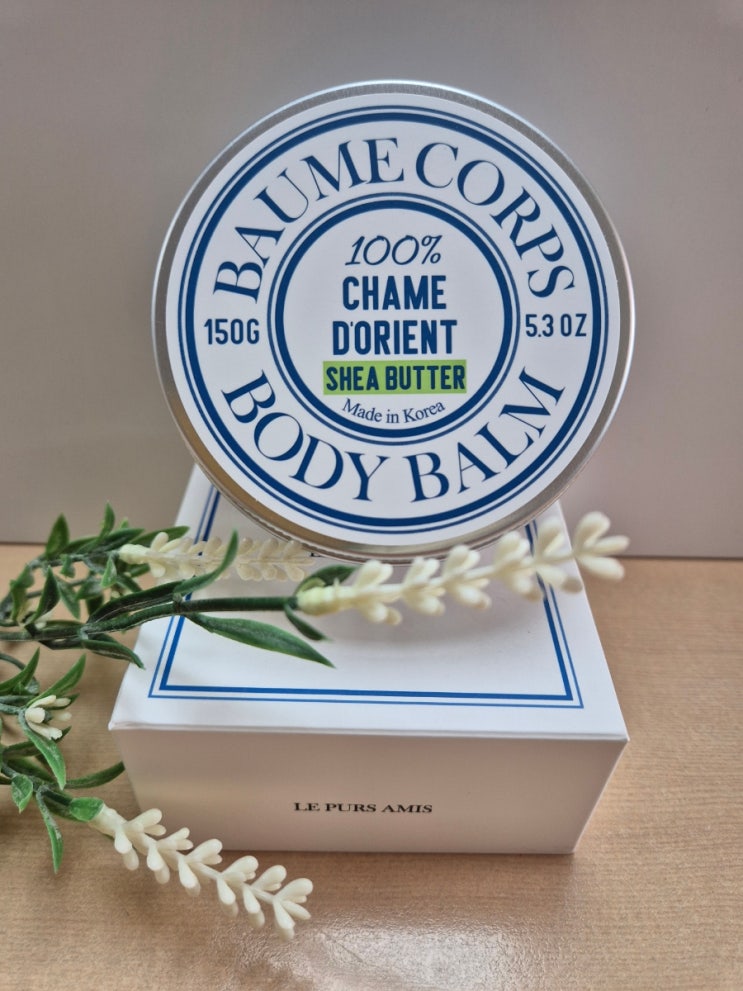 BAUME CORPS
100%
CHAME
D'ORIENT
SHEA BUTTER
Made in Korea
150G
5.3 OZ
BODY BALM
LE PURS AMIS